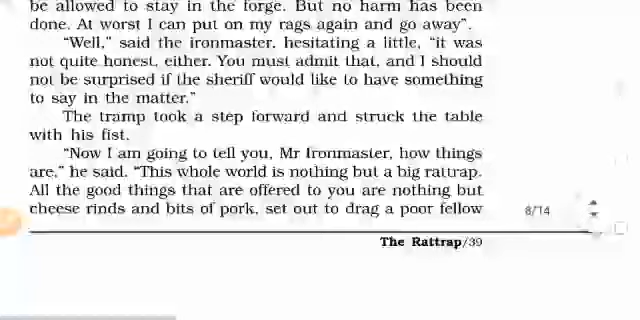 be allowed to stay in the forge. But no harm has been
done. At worst I can put on my rags again and go away”.
“Well,” said the ironmaster, hesitating a little, “it was
not quite honest, either. You must admit that, and I should
not be surprised if the sheriff would like to have something
to say in the matter.”
The tramp took a step forward and struck the table
with his fist.
“Now I am going to tell you, Mr Ironmaster, how things
are,” he said. “This whole world is nothing but a big rattrap.
All the good things that are offered to you are nothing but
cheese rinds and bits of pork, set out to drag a poor fellow
8/14
The Rattrap/39